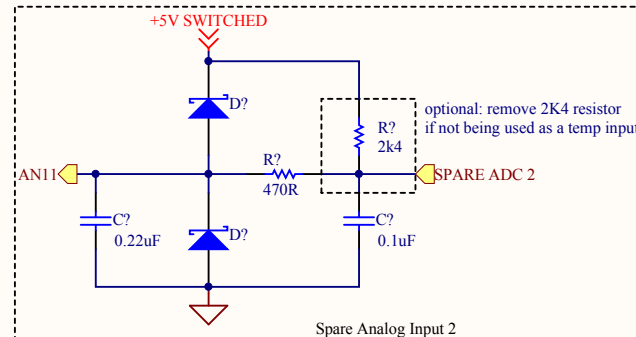 +5V SWITCHED
D?
optional: remove 2K4 resistor
if not being used as a temp input
R?
2k4
AN11
R?
470R
SPARE ADC 2
C?
0.22uF
D?
C?
0.1uF
Spare Analog Input 2